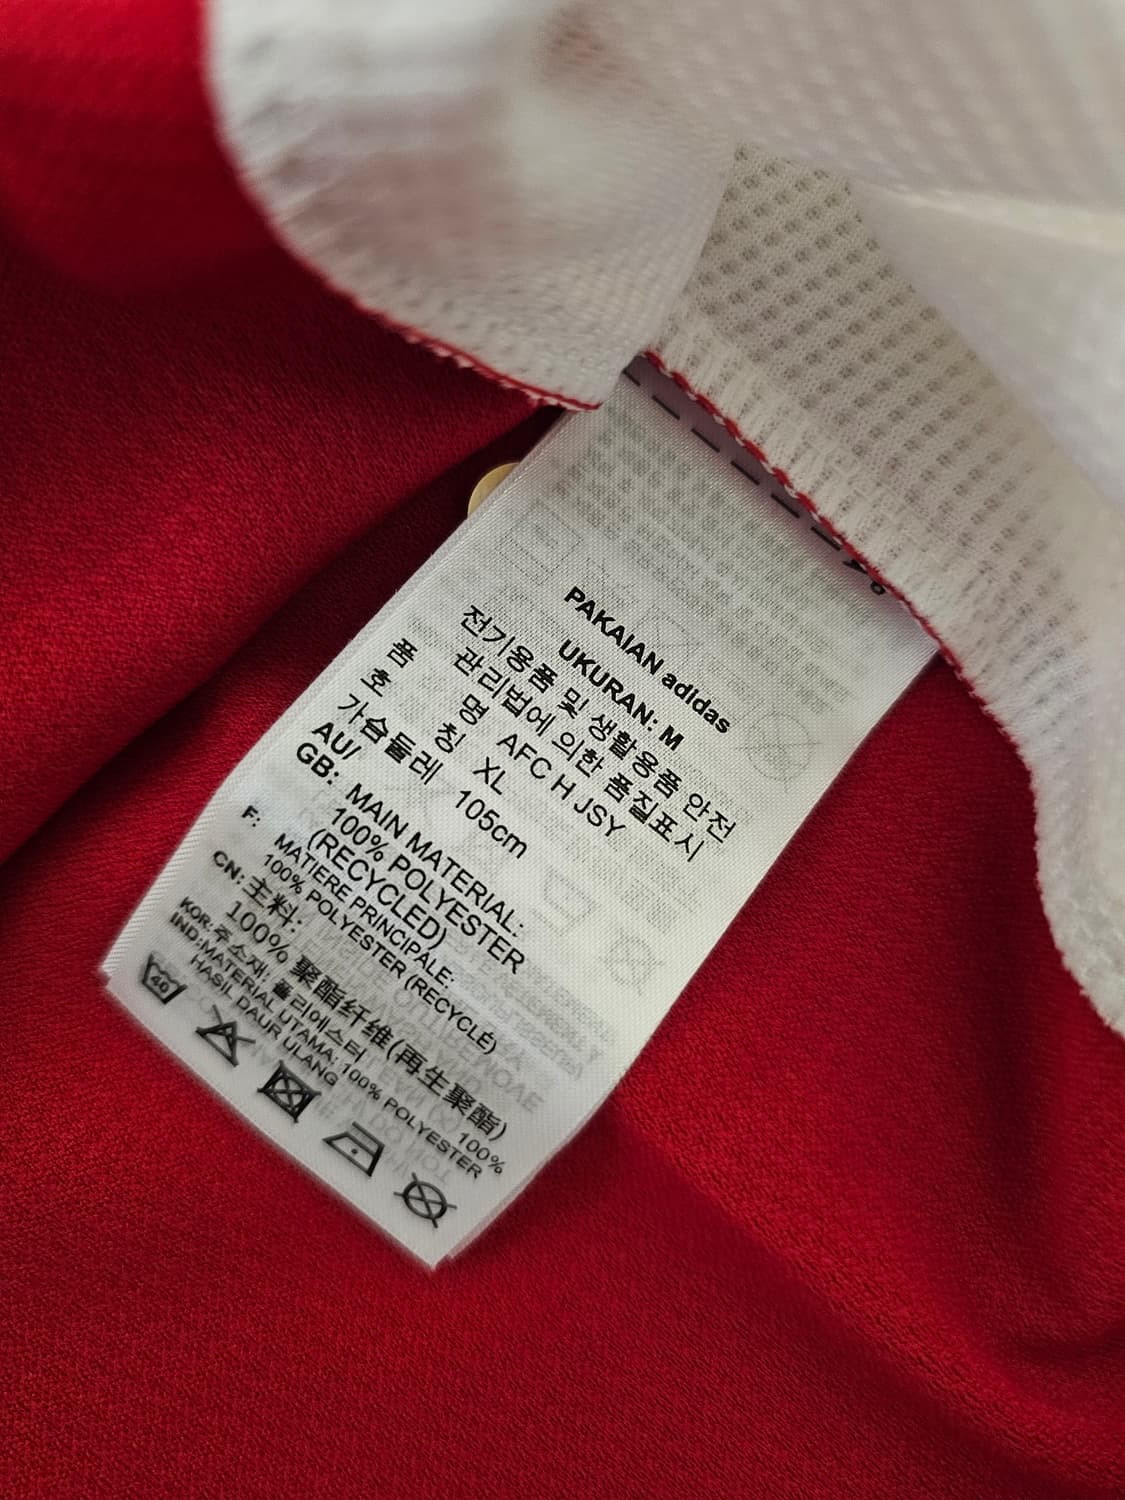 PAKAIAN adidas
UKURAN: M
전기용품 및 생활용품 안전
관리법에 의한 품질표시
품 명 AFC H JSY
호 칭 XL
가슴둘레 105cm
AU/
GB: MAIN MATERIAL:
100% POLYESTER
(RECYCLED)
F: MATIERE PRINCIPALE:
100% POLYESTER (RECYCLÉ)
CN: 主料:
100% 聚酯纤维(再生聚酯)
KOR: 주소재: 폴리에스터 100%
IND: MATERIAL UTAMA: 100% POLYESTER
HASIL DAUR ULANG
40